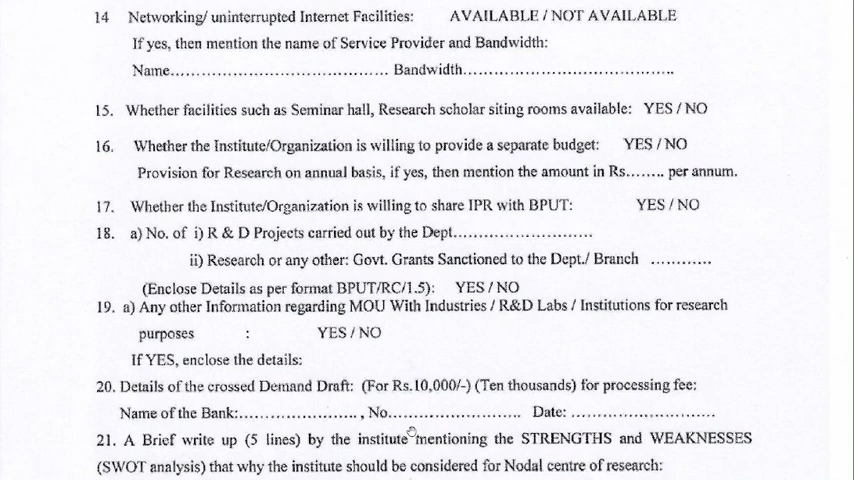 14 Networking/ uninterrupted Internet Facilities: AVAILABLE / NOT AVAILABLE
If yes, then mention the name of Service Provider and Bandwidth:
Name....................................... Bandwidth.......................................
15. Whether facilities such as Seminar hall, Research scholar siting rooms available: YES / NO
16. Whether the Institute/Organization is willing to provide a separate budget: YES / NO
Provision for Research on annual basis, if yes, then mention the amount in Rs........ per annum.
17. Whether the Institute/Organization is willing to share IPR with BPUT: YES / NO
18. a) No. of i) R & D Projects carried out by the Dept.........................
ii) Research or any other: Govt. Grants Sanctioned to the Dept./ Branch ............
(Enclose Details as per format BPUT/RC/1.5): YES / NO
19. a) Any other Information regarding MOU With Industries / R&D Labs / Institutions for research
purposes : YES / NO
If YES, enclose the details:
20. Details of the crossed Demand Draft: (For Rs.10,000/-) (Ten thousands) for processing fee:
Name of the Bank:..................... , No........................ Date: ..........................
21. A Brief write up (5 lines) by the institute mentioning the STRENGTHS and WEAKNESSES
(SWOT analysis) that why the institute should be considered for Nodal centre of research: